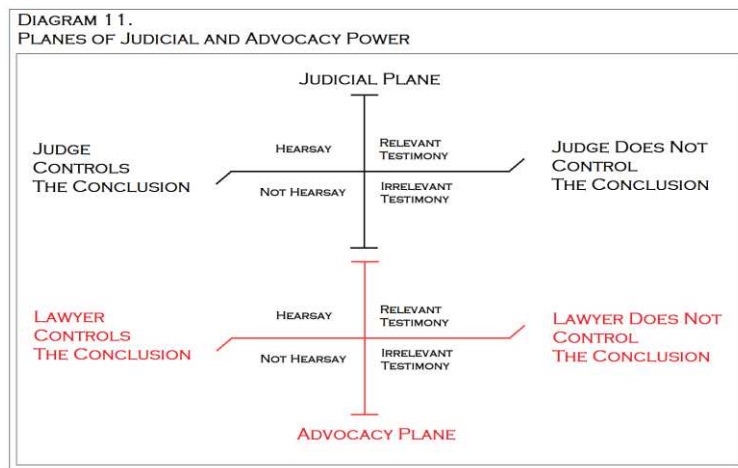 Diagram 11.
Planes of Judicial and Advocacy Power
Judicial Plane
Judge
Controls
The Conclusion
Hearsay
Relevant
Testimony
Not Hearsay
Irrelevant
Testimony
Judge Does Not
Control
The Conclusion
Lawyer
Controls
The Conclusion
Hearsay
Relevant
Testimony
Not Hearsay
Irrelevant
Testimony
Lawyer Does Not
Control
The Conclusion
Advocacy Plane